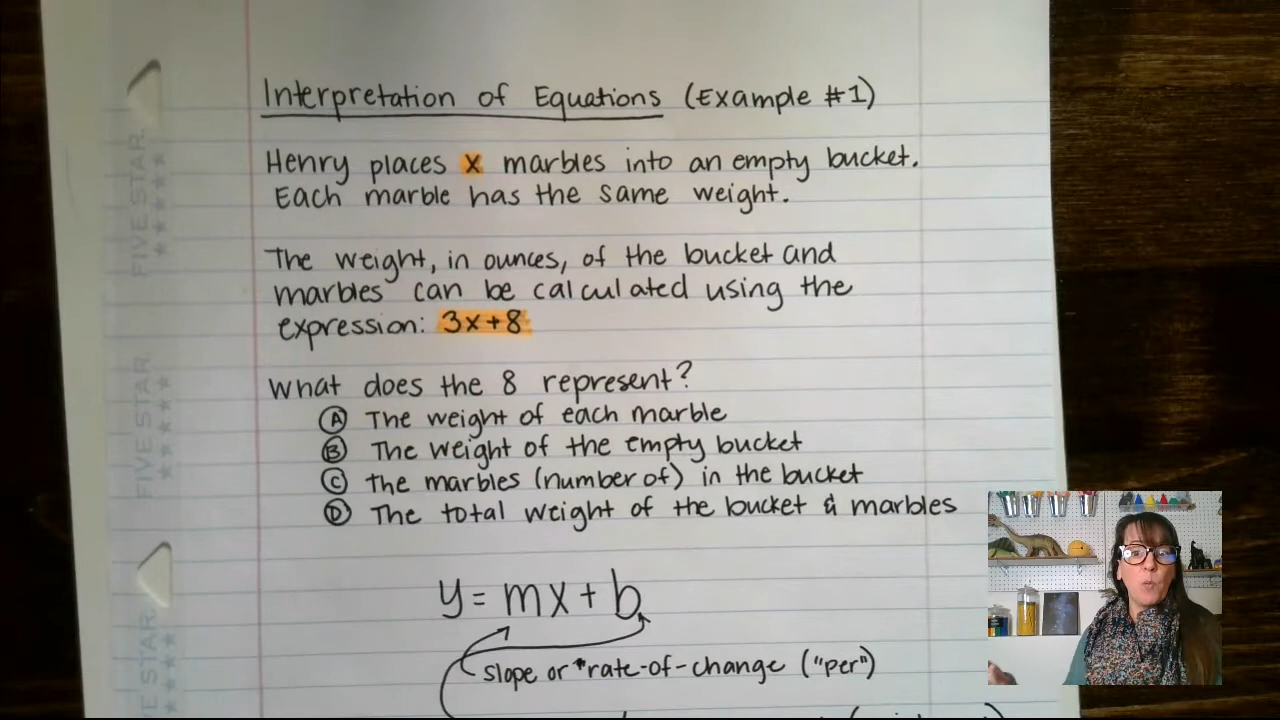 Interpretation of Equations (Example #1)
Henry places x marbles into an empty bucket.
Each marble has the same weight.
The weight, in ounces, of the bucket and
marbles can be calculated using the
expression: 3x+8
What does the 8 represent?
A The weight of each marble
B The weight of the empty bucket
C The marbles (number of) in the bucket
D The total weight of the bucket & marbles
y = mx + b
slope or *rate-of-change ("per")
FIVE STAR
FIVE STAR
FIVE STAR